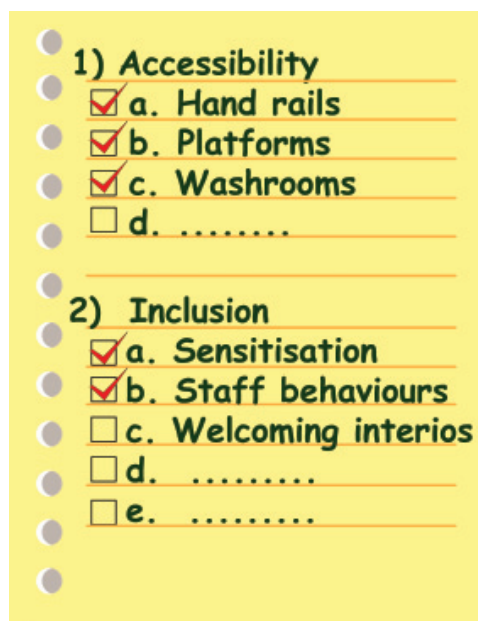 1) Accessibility
a. Hand rails
b. Platforms
c. Washrooms
d. ........
2) Inclusion
a. Sensitisation
b. Staff behaviours
c. Welcoming interios
d. .........
e. .........